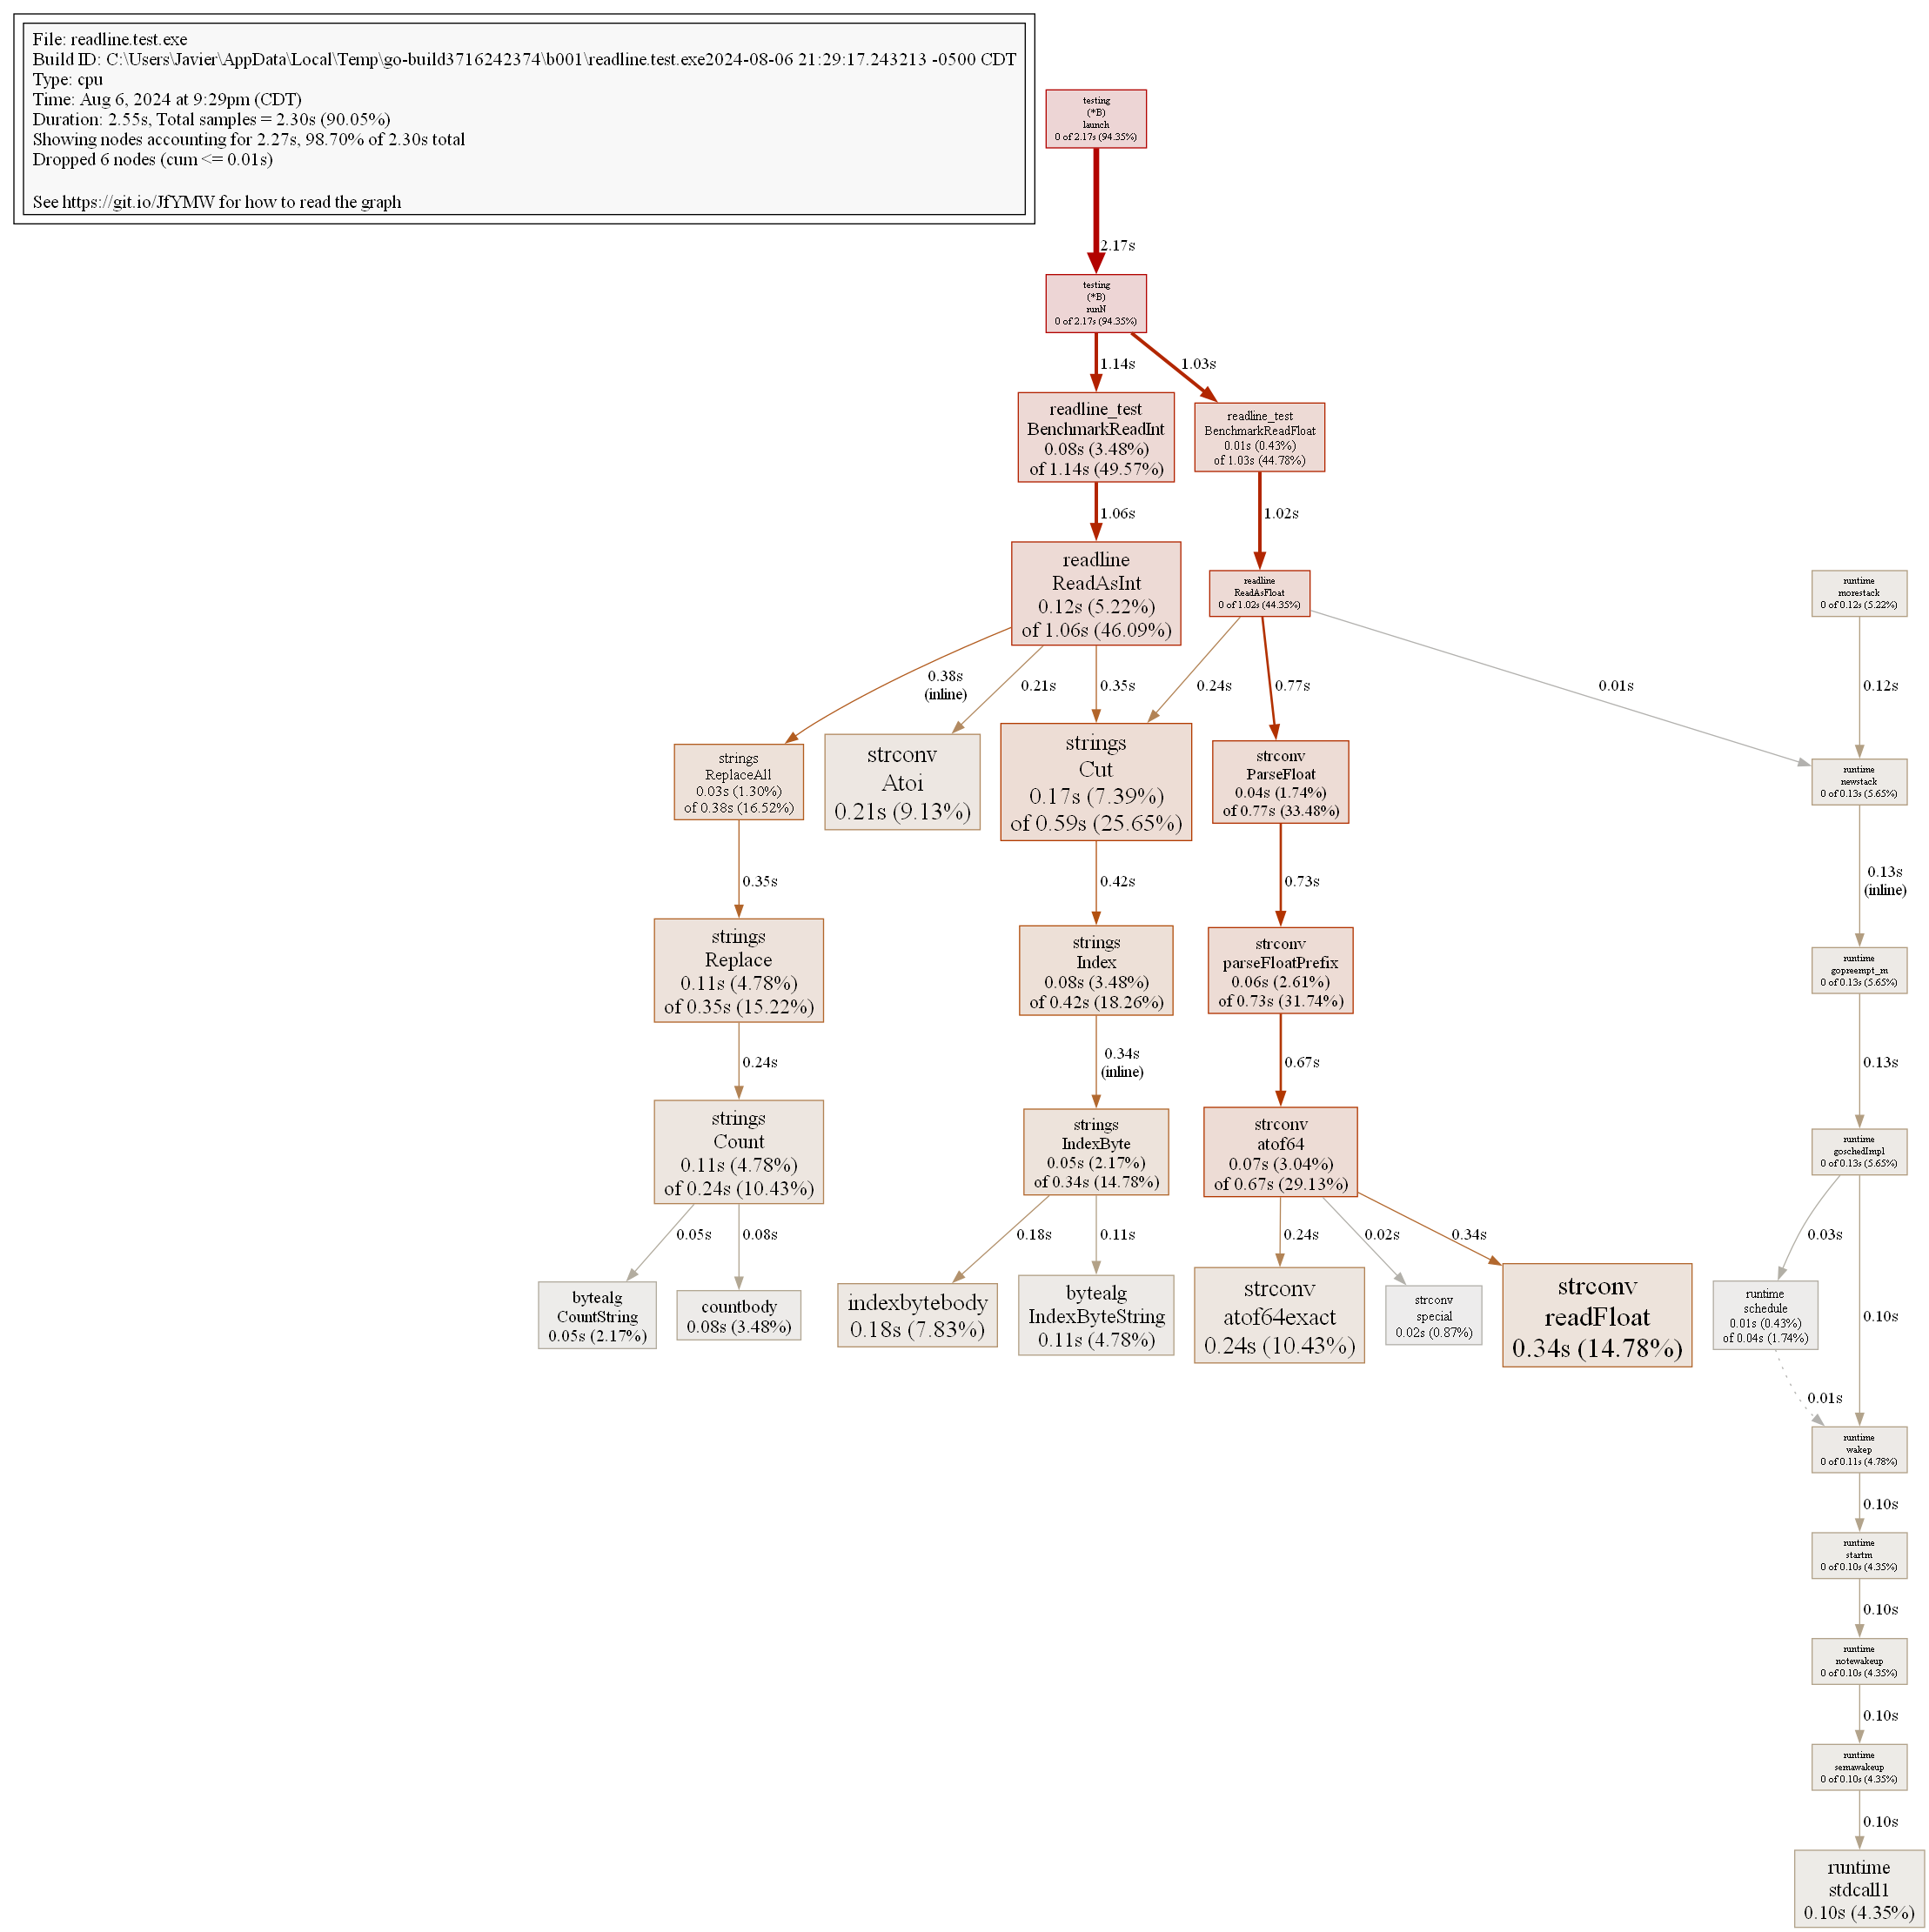 File: readline.test.exe
Build ID: C:\Users\Javier\AppData\Local\Temp\go-build3716242374\b001\readline.test.exe2024-08-06 21:29:17.243213 -0500 CDT
Type: cpu
Time: Aug 6, 2024 at 9:29pm (CDT)
Duration: 2.55s, Total samples = 2.30s (90.05%)
Showing nodes accounting for 2.27s, 98.70% of 2.30s total
Dropped 6 nodes (cum <= 0.01s)
See https://git.io/JfYMW for how to read the graph
testing
(*B)
launch
0 of 2.17s (94.35%)
2.17s
testing
(*B)
runN
0 of 2.17s (94.35%)
1.14s
1.03s
readline_test
BenchmarkReadInt
0.08s (3.48%)
of 1.14s (49.57%)
readline_test
BenchmarkReadFloat
0.01s (0.43%)
of 1.03s (44.78%)
1.06s
1.02s
readline
ReadAsInt
0.12s (5.22%)
of 1.06s (46.09%)
readline
ReadAsFloat
0 of 1.02s (44.35%)
runtime
morestack
0 of 0.12s (5.22%)
0.38s
(inline)
0.21s
0.35s
0.24s
0.77s
0.01s
0.12s
strings
ReplaceAll
0.03s (1.30%)
of 0.38s (16.52%)
strconv
Atoi
0.21s (9.13%)
strings
Cut
0.17s (7.39%)
of 0.59s (25.65%)
strconv
ParseFloat
0.04s (1.74%)
of 0.77s (33.48%)
runtime
newstack
0 of 0.13s (5.65%)
0.35s
0.42s
0.73s
0.13s
(inline)
strings
Replace
0.11s (4.78%)
of 0.35s (15.22%)
strings
Index
0.08s (3.48%)
of 0.42s (18.26%)
strconv
parseFloatPrefix
0.06s (2.61%)
of 0.73s (31.74%)
runtime
gopreempt_m
0 of 0.13s (5.65%)
0.24s
0.34s
(inline)
0.67s
0.13s
strings
Count
0.11s (4.78%)
of 0.24s (10.43%)
strings
IndexByte
0.05s (2.17%)
of 0.34s (14.78%)
strconv
atof64
0.07s (3.04%)
of 0.67s (29.13%)
runtime
goschedImpl
0 of 0.13s (5.65%)
0.05s
0.08s
0.18s
0.11s
0.24s
0.02s
0.34s
0.03s
0.10s
bytealg
CountString
0.05s (2.17%)
countbody
0.08s (3.48%)
indexbytebody
0.18s (7.83%)
bytealg
IndexByteString
0.11s (4.78%)
strconv
atof64exact
0.24s (10.43%)
strconv
special
0.02s (0.87%)
strconv
readFloat
0.34s (14.78%)
runtime
schedule
0.01s (0.43%)
of 0.04s (1.74%)
0.01s
runtime
wakep
0 of 0.11s (4.78%)
0.10s
runtime
startm
0 of 0.10s (4.35%)
0.10s
runtime
notewakeup
0 of 0.10s (4.35%)
0.10s
runtime
semawakeup
0 of 0.10s (4.35%)
0.10s
runtime
stdcall1
0.10s (4.35%)